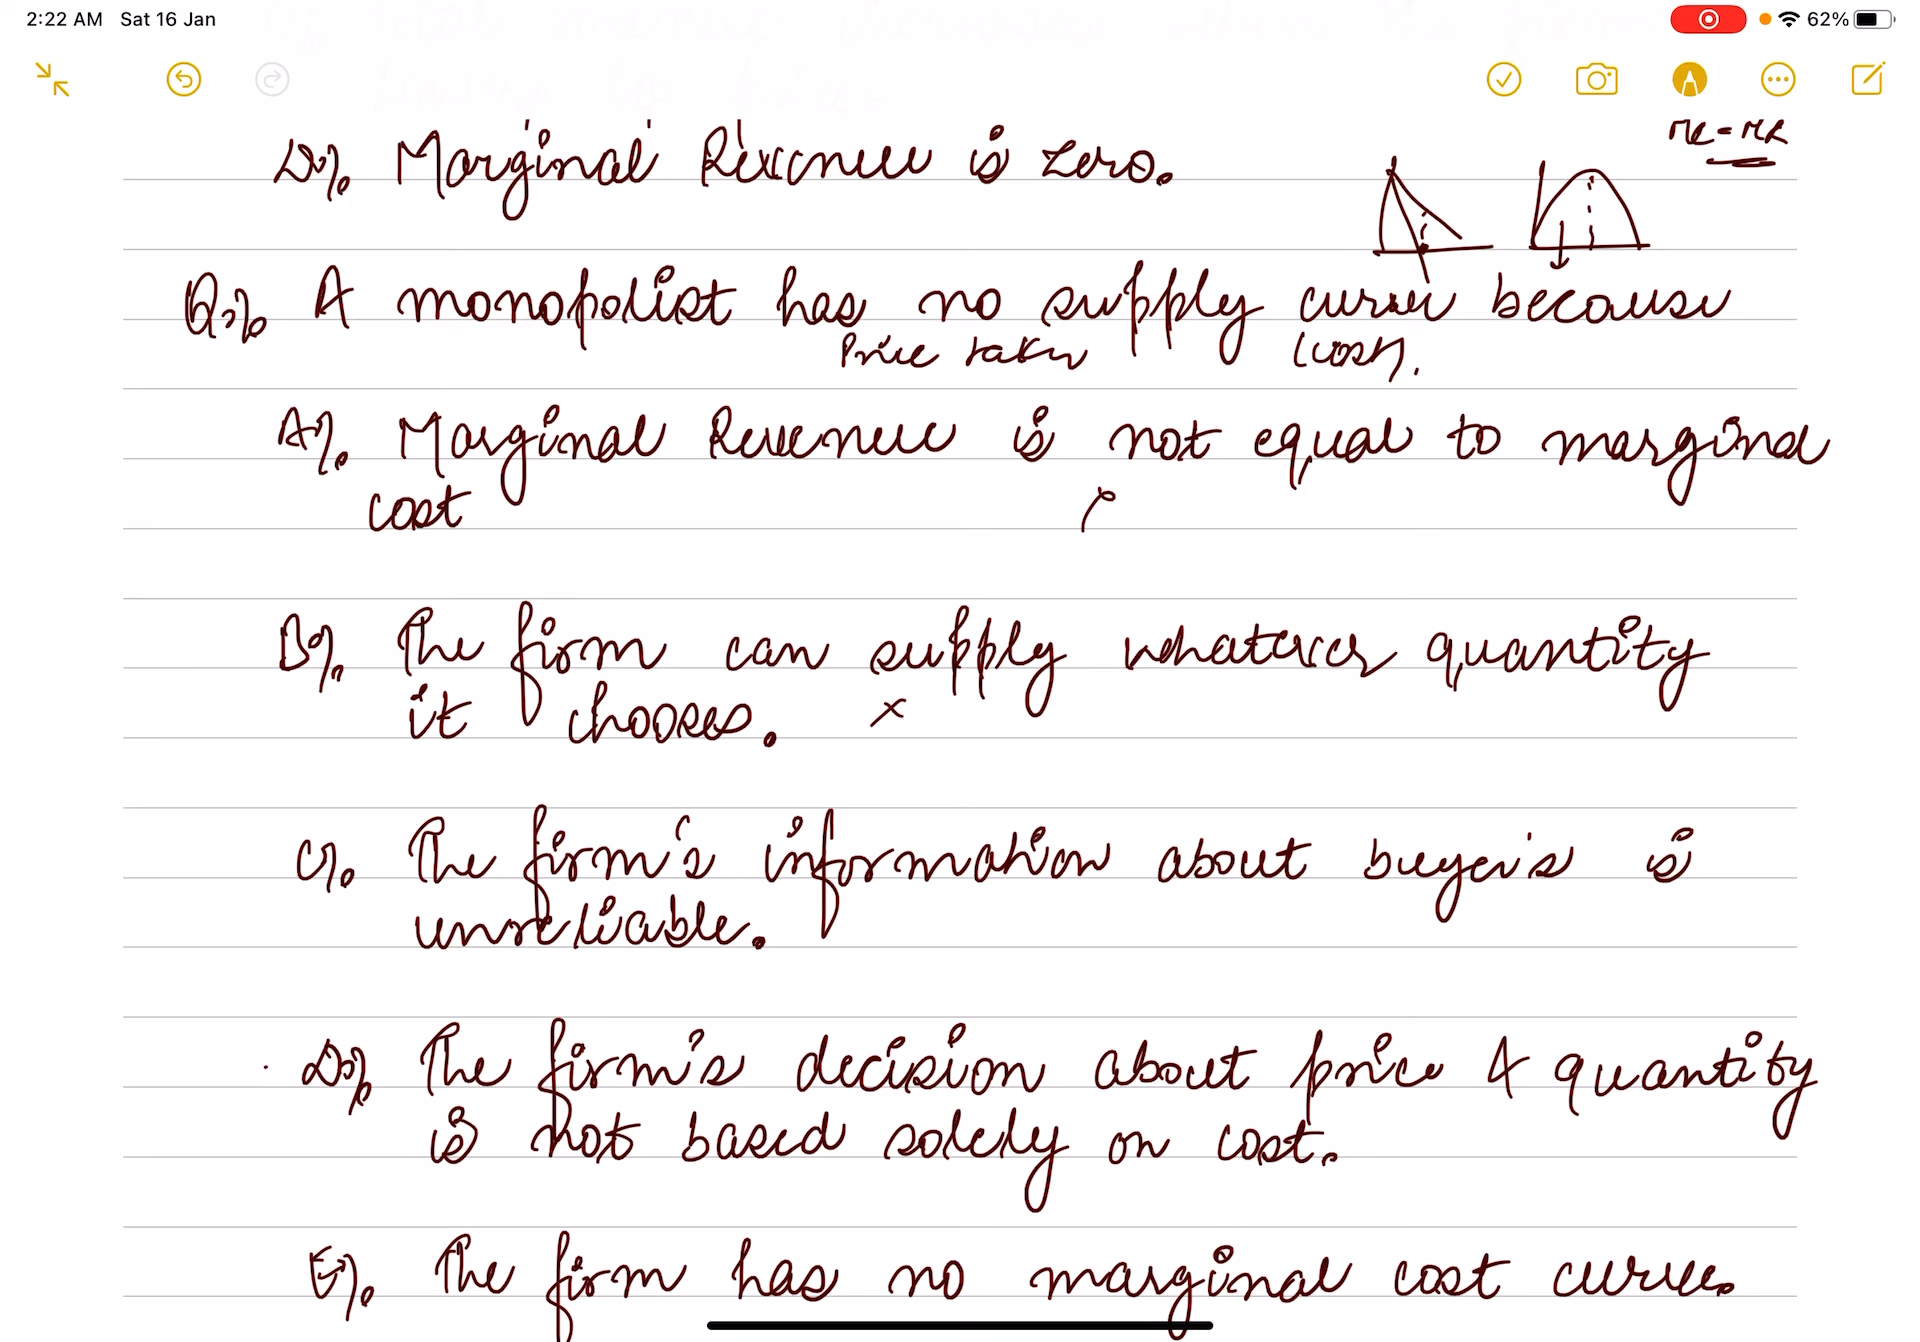 2:22 AM Sat 16 Jan
62%
D). Marginal Revenue is zero.
MC = MR
Q:). A monopolist has no supply curve because
Price taker (cost).
A). Marginal Revenue is not equal to marginal
cost
B). The firm can supply whatever quantity
it chooses. x
C). The firm's information about buyer's is
unreliable.
D). The firm's decision about price & quantity
is not based solely on cost.
E). The firm has no marginal cost curve.